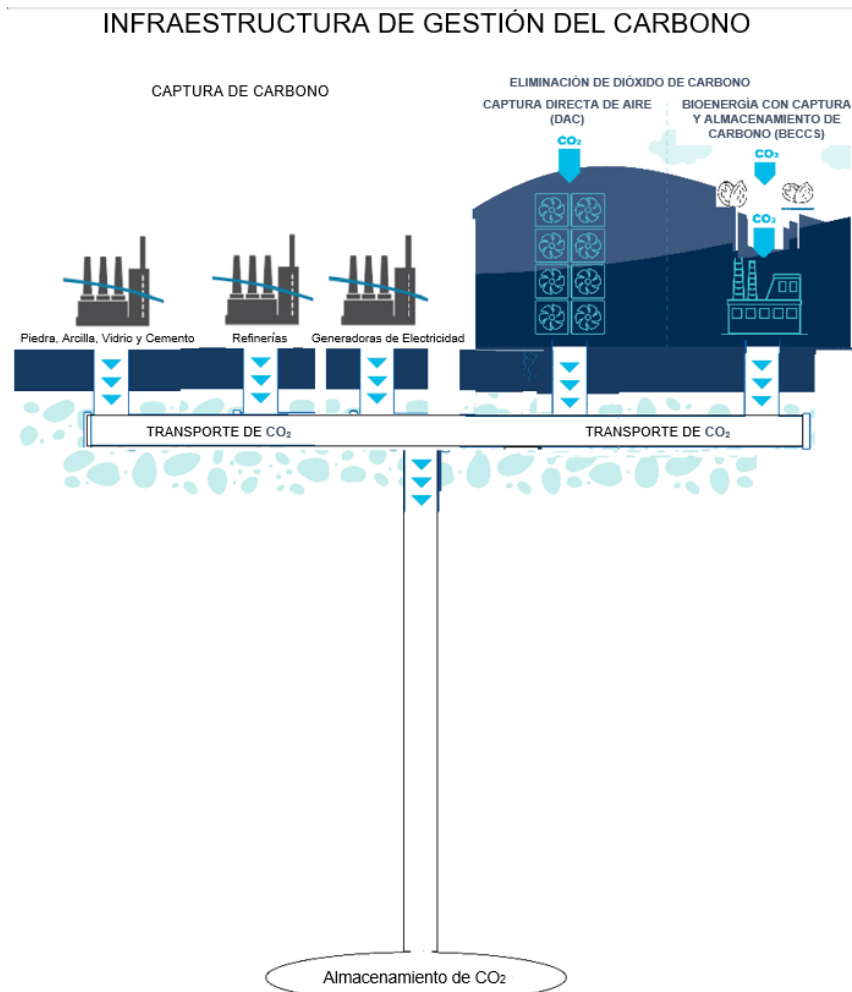 INFRAESTRUCTURA DE GESTIÓN DEL CARBONO
CAPTURA DE CARBONO
ELIMINACIÓN DE DIÓXIDO DE CARBONO
CAPTURA DIRECTA DE AIRE
(DAC)
BIOENERGÍA CON CAPTURA
Y ALMACENAMIENTO DE
CARBONO (BECCS)
CO₂
CO₂
CO₂
Piedra, Arcilla, Vidrio y Cemento
Refinerías
Generadoras de Electricidad
TRANSPORTE DE CO₂
TRANSPORTE DE CO₂
Almacenamiento de CO₂